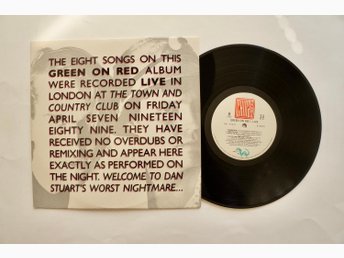 THE EIGHT SONGS ON THIS
GREEN ON RED ALBUM
WERE RECORDED LIVE IN
LONDON AT THE TOWN AND
COUNTRY CLUB ON FRIDAY
APRIL SEVEN NINETEEN
EIGHTY NINE. THEY HAVE
RECEIVED NO OVERDUBS OR
REMIXING AND APPEAR HERE
EXACTLY AS PERFORMED ON
THE NIGHT. WELCOME TO DAN
STUART'S WORST NIGHTMARE...